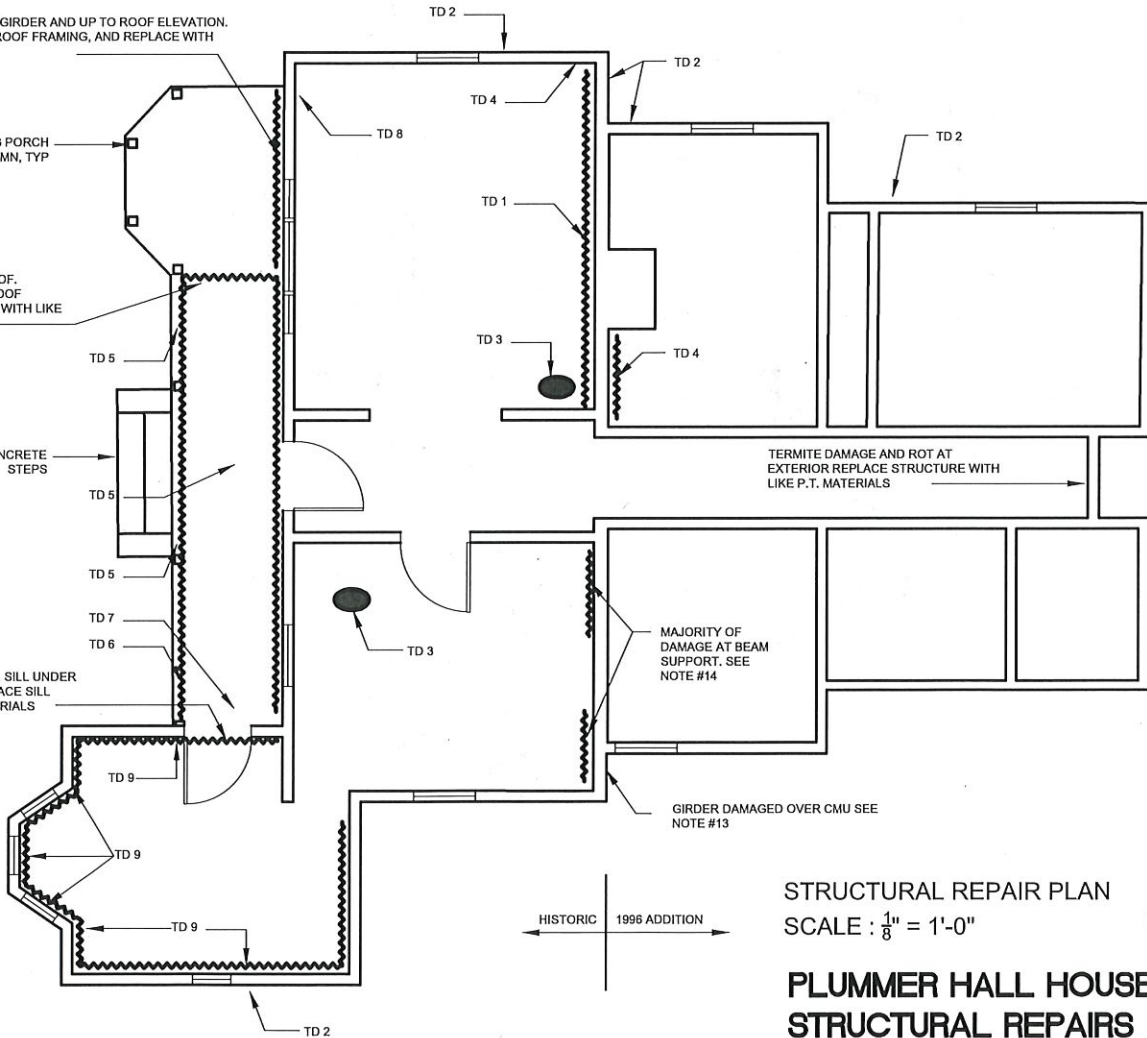 TD 2
GIRDER AND UP TO ROOF ELEVATION.
ROOF FRAMING, AND REPLACE WITH
TD 2
TD 4
TD 8
PORCH
TYP
TD 2
TD 1
OF.
WITH LIKE
TD 3
TD 4
TD 5
TERMITE DAMAGE AND ROT AT
EXTERIOR REPLACE STRUCTURE WITH
LIKE P.T. MATERIALS
STEPS
TD 5
TD 5
TD 7
TD 6
TD 3
MAJORITY OF
DAMAGE AT BEAM
SUPPORT. SEE
NOTE #14
SILL UNDER
SILL
TD 9
GIRDER DAMAGED OVER CMU SEE
NOTE #13
TD 9
TD 9
HISTORIC
1996 ADDITION
STRUCTURAL REPAIR PLAN
SCALE : 1/8" = 1'-0"
PLUMMER HALL HOUSE
STRUCTURAL REPAIRS
TD 2